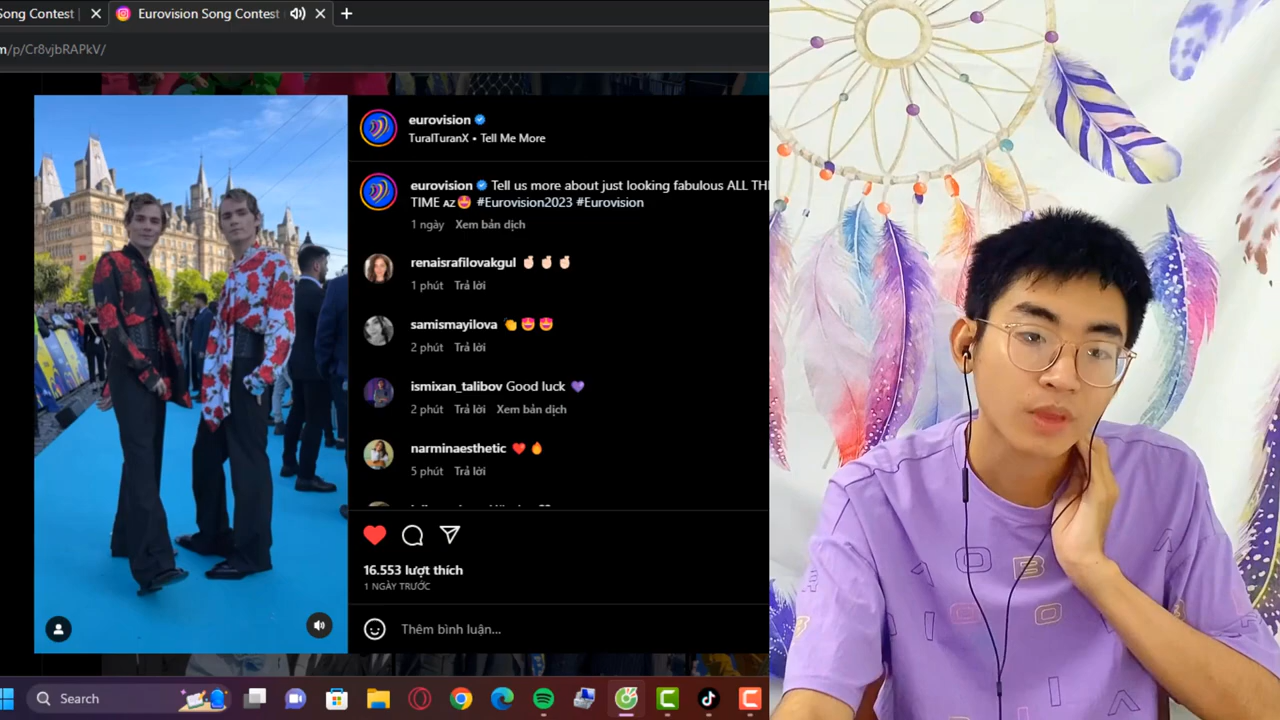 Song Contest
Eurovision Song Contest
/p/Cr8vjbRAPkV/
eurovision
TuralTuranX • Tell Me More
eurovision Tell us more about just looking fabulous ALL
TIME 🇦🇿🤩 #Eurovision2023 #Eurovision
1 ngày Xem bản dịch
renaisrafilovakgul
1 phút Trả lời
samismayilova 👏🤩🤩
2 phút Trả lời
ismixan_talibov Good luck 💜
2 phút Trả lời Xem bản dịch
narminaesthetic ❤️🔥
5 phút Trả lời
16.553 lượt thích
1 NGÀY TRƯỚC
Thêm bình luận...
Search